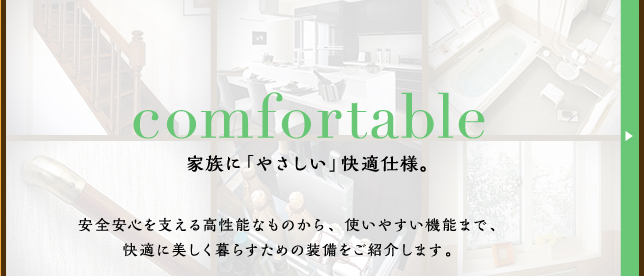 comfortable
家族に「やさしい」快適仕様。
安全安心を支える高性能なものから、使いやすい機能まで、
快適に美しく暮らすための装備をご紹介します。